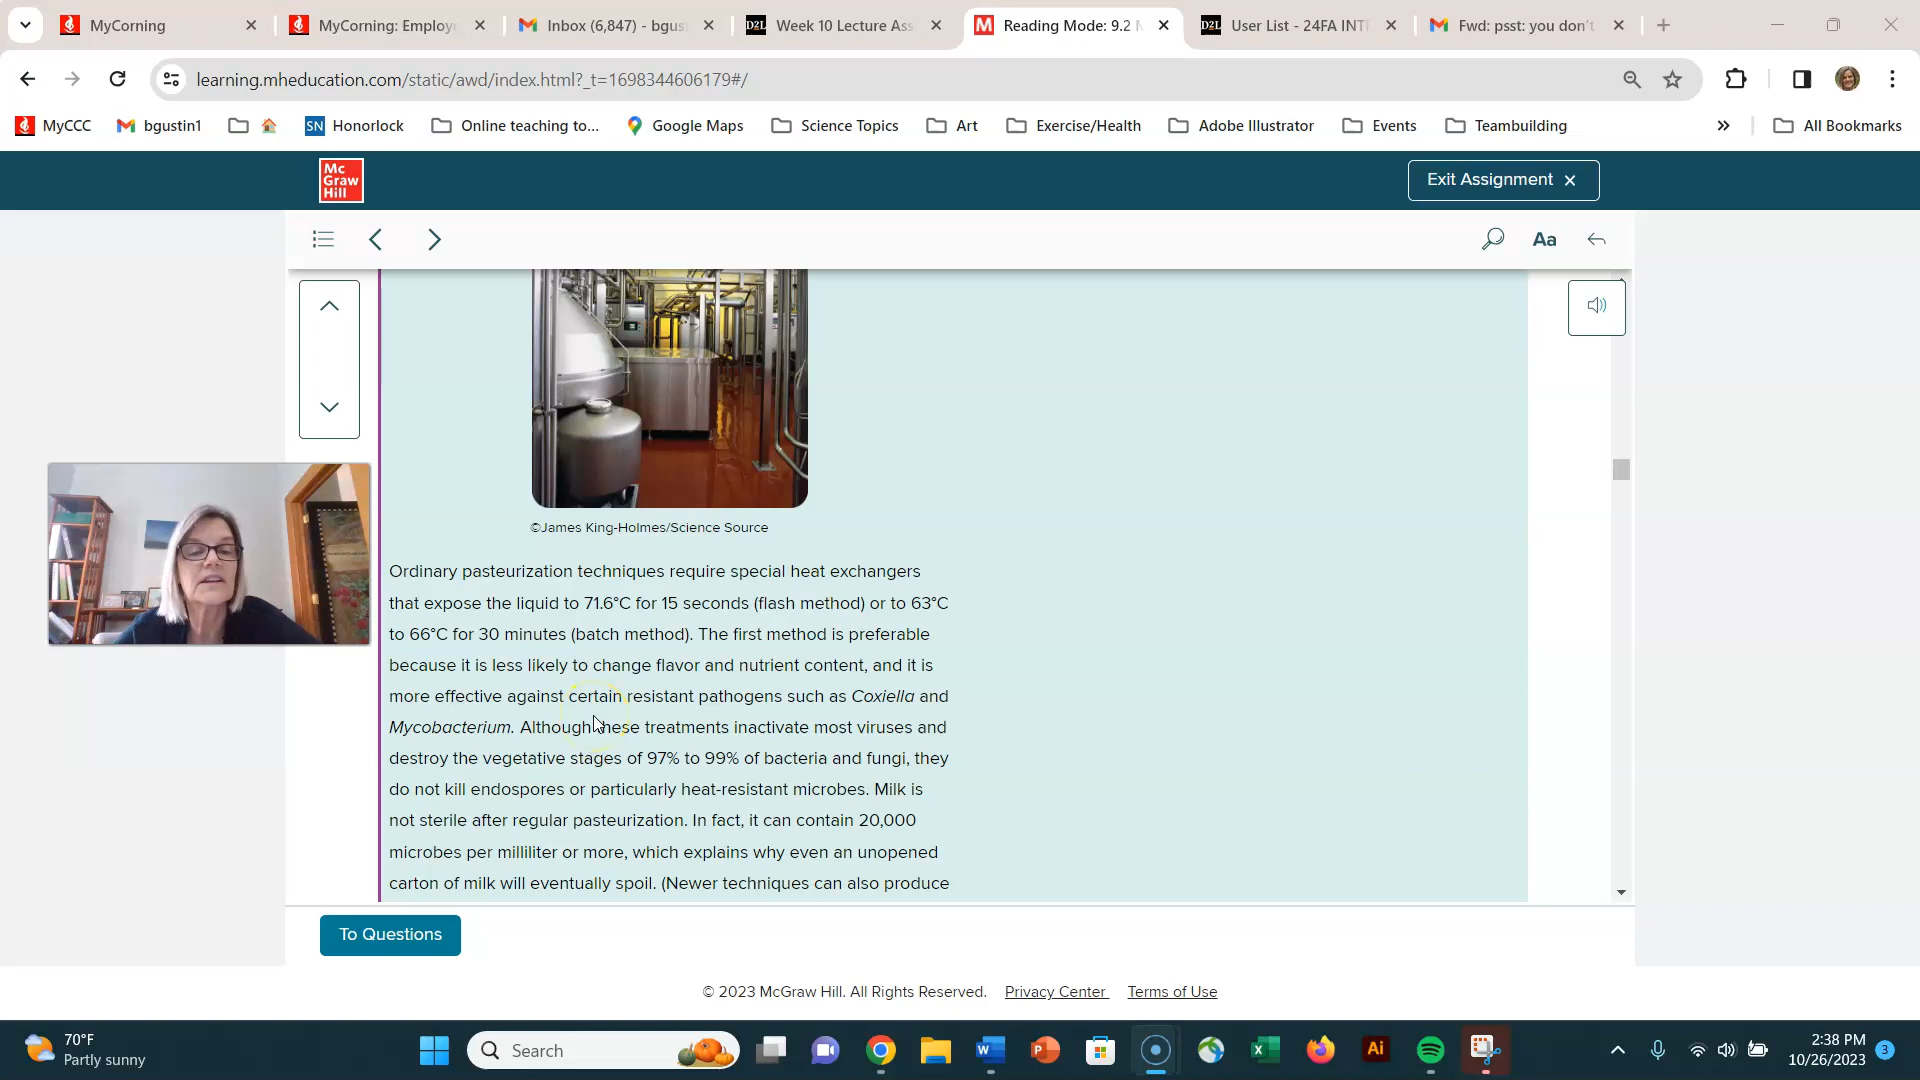 MyCorning
MyCorning: Employe
Inbox (6,847) - bgus
D2L
Week 10 Lecture Ass
M
Reading Mode: 9.2 M
D2L
User List - 24FA INT
Fwd: psst: you don't
learning.mheducation.com/static/awd/index.html?_t=1698344606179#/
MyCCC
bgustin1
SN
Honorlock
Online teaching to...
Google Maps
Science Topics
Art
Exercise/Health
Adobe Illustrator
Events
Teambuilding
»
All Bookmarks
Mc
Graw
Hill
Exit Assignment
Aa
©James King-Holmes/Science Source
Ordinary pasteurization techniques require special heat exchangers
that expose the liquid to 71.6°C for 15 seconds (flash method) or to 63°C
to 66°C for 30 minutes (batch method). The first method is preferable
because it is less likely to change flavor and nutrient content, and it is
more effective against certain resistant pathogens such as Coxiella and
Mycobacterium. Although these treatments inactivate most viruses and
destroy the vegetative stages of 97% to 99% of bacteria and fungi, they
do not kill endospores or particularly heat-resistant microbes. Milk is
not sterile after regular pasteurization. In fact, it can contain 20,000
microbes per milliliter or more, which explains why even an unopened
carton of milk will eventually spoil. (Newer techniques can also produce
To Questions
© 2023 McGraw Hill. All Rights Reserved.
Privacy Center
Terms of Use
70°F
Partly sunny
Search
W
P
X
Ai
2:38 PM
10/26/2023
3